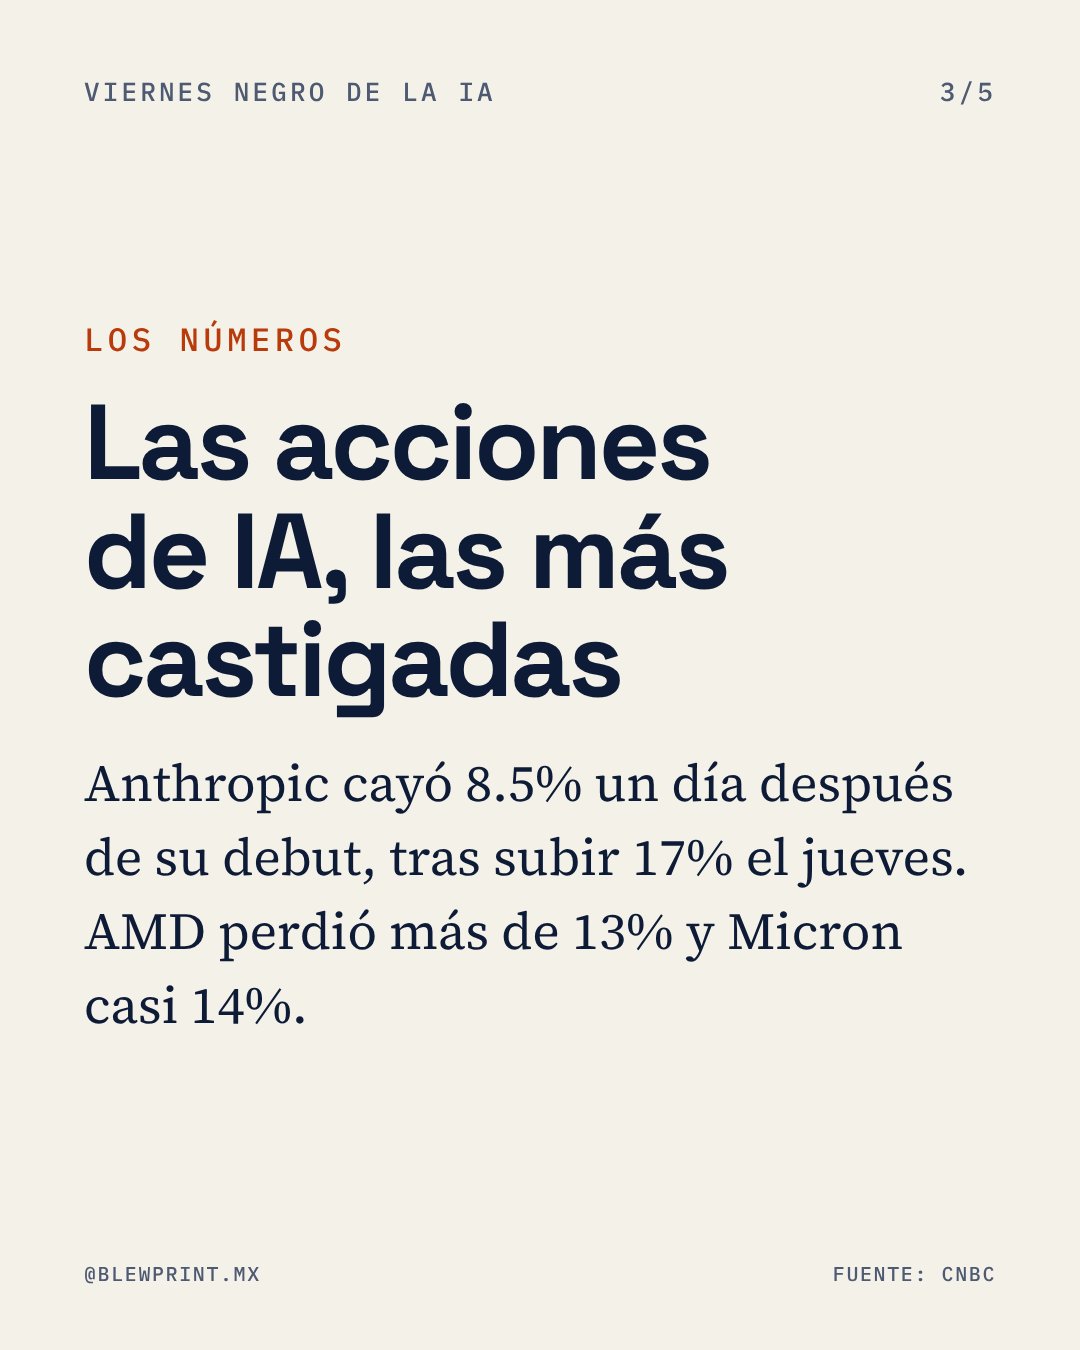 VIERNES NEGRO DE LA IA
3/5
LOS NÚMEROS
Las acciones
de IA, las más
castigadas
Anthropic cayó 8.5% un día después
de su debut, tras subir 17% el jueves.
AMD perdió más de 13% y Micron
casi 14%.
@BLEWPRINT.MX
FUENTE: CNBC